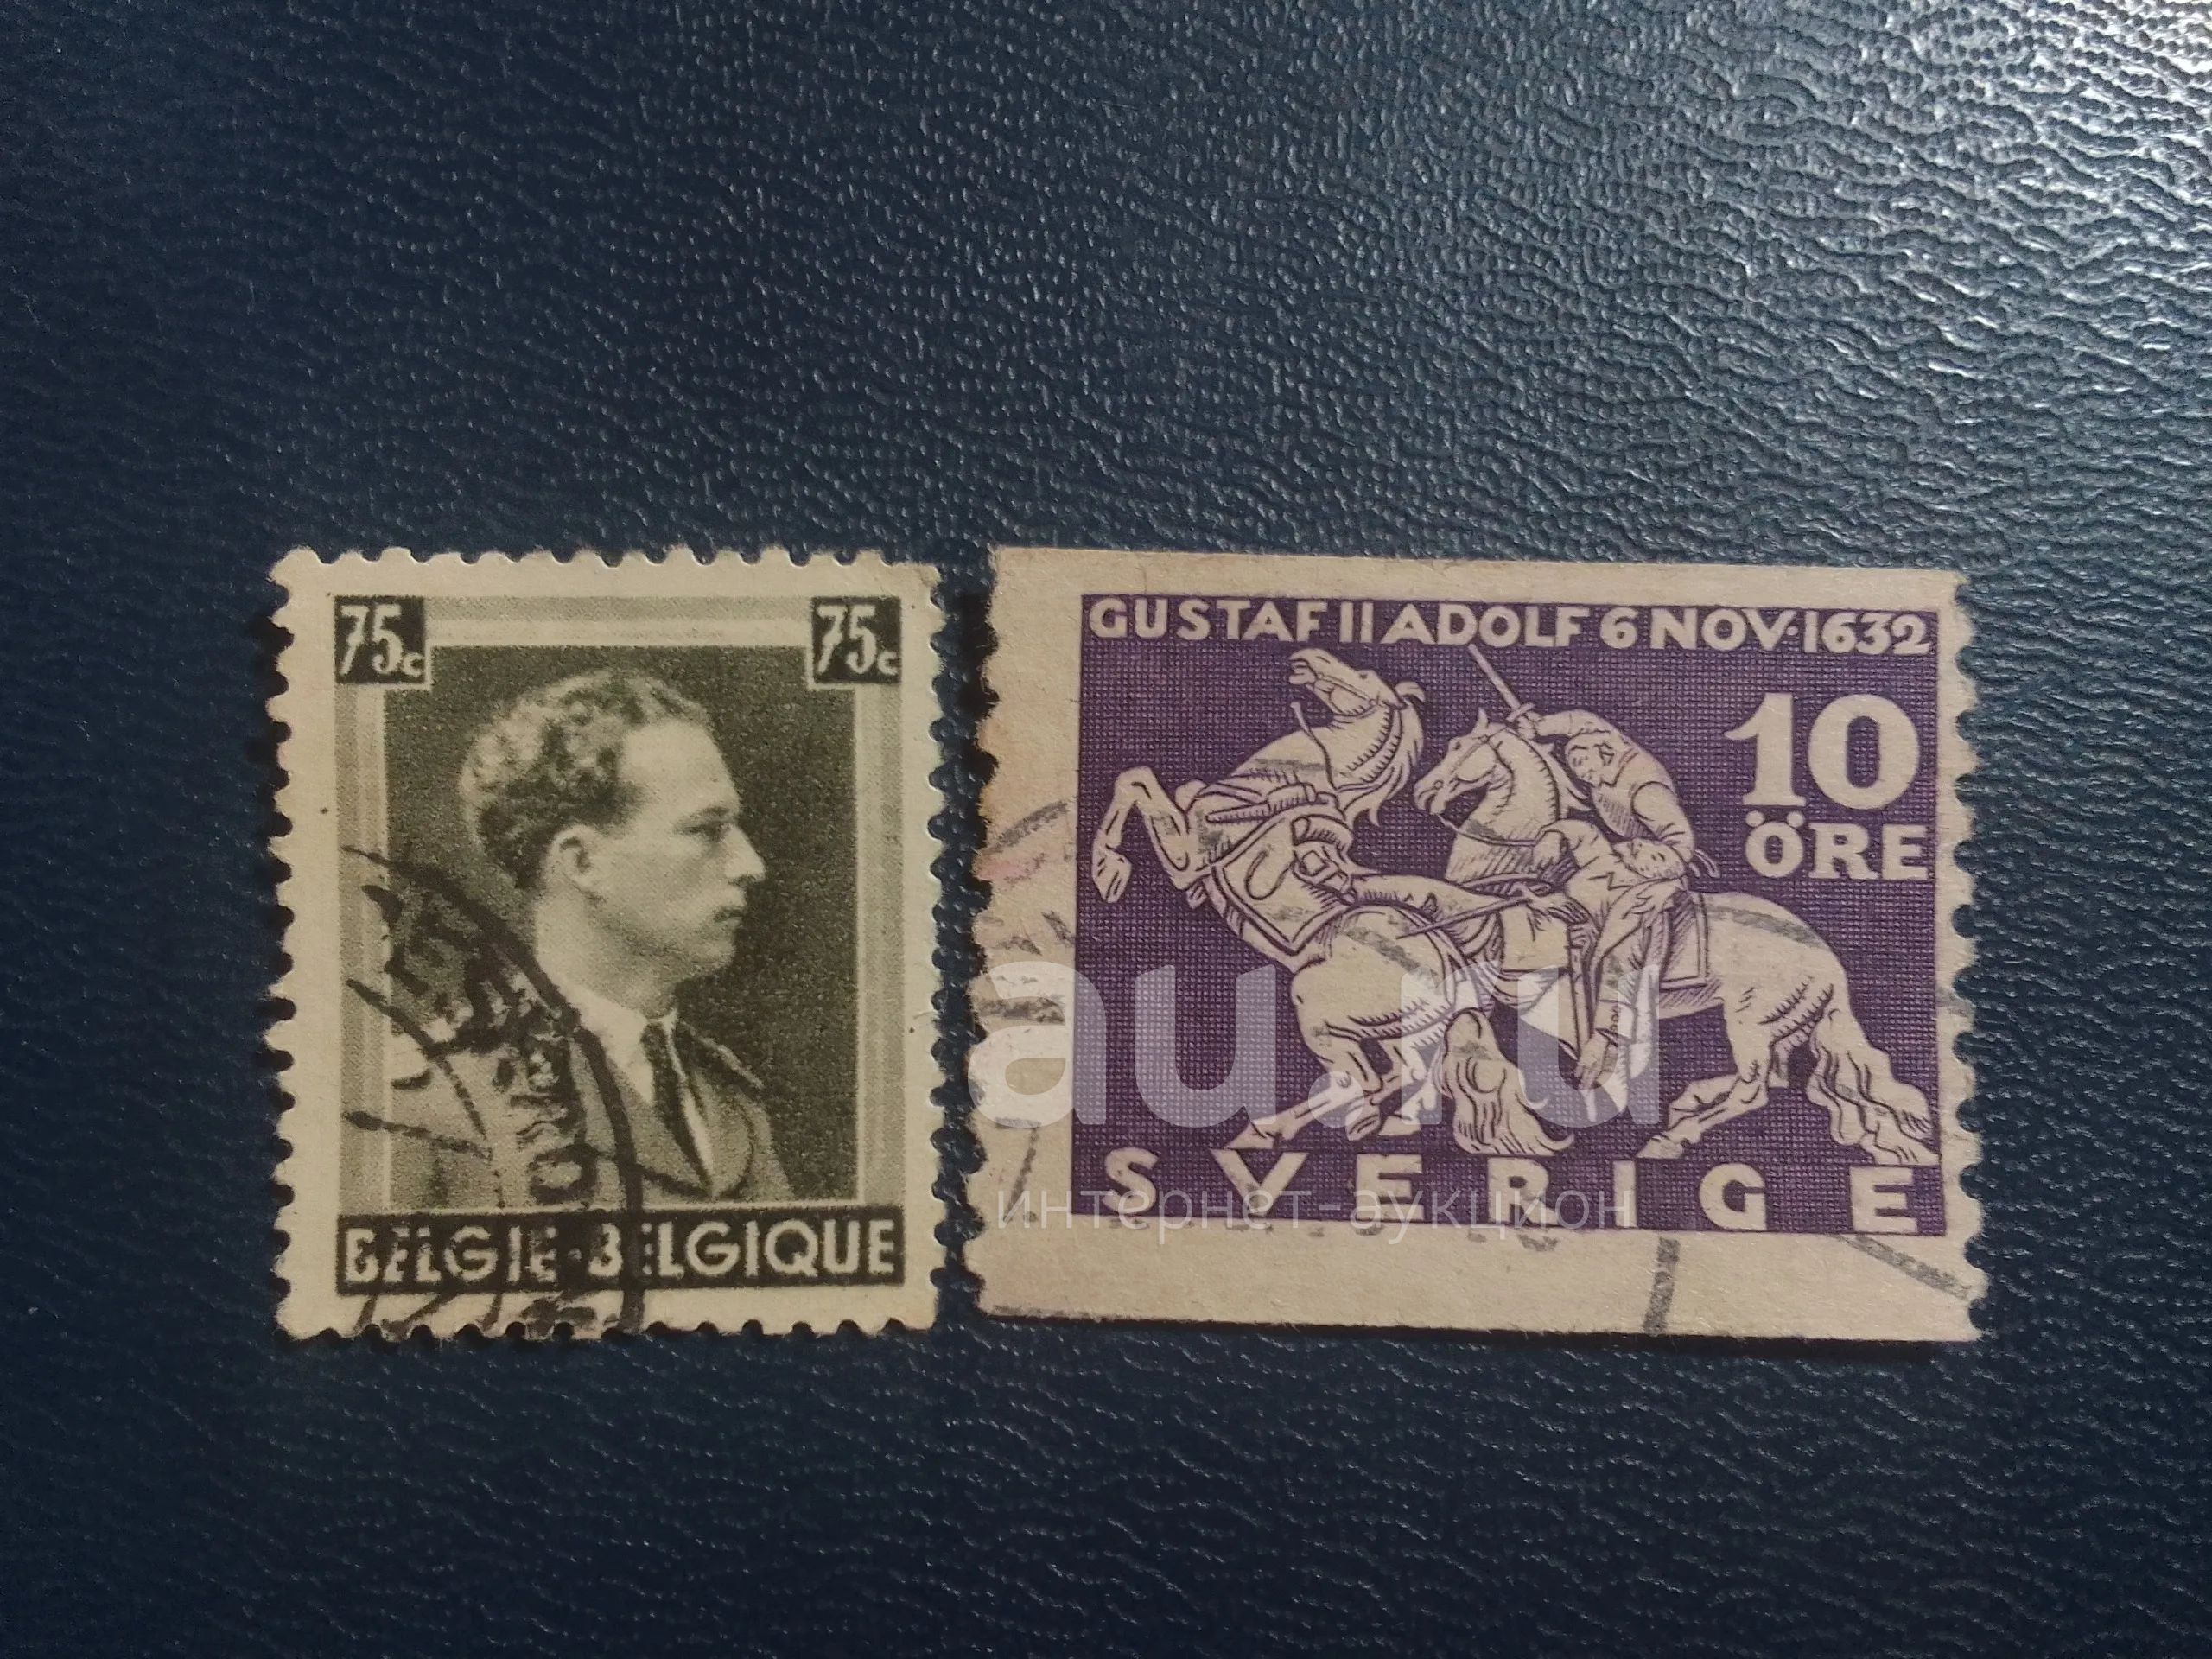 75c 75c
BELGIE·BELGIQUE
GUSTAF II ADOLF 6 NOV·1632
10
ÖRE
SVERIGE
au.ru
интернет-аукцион